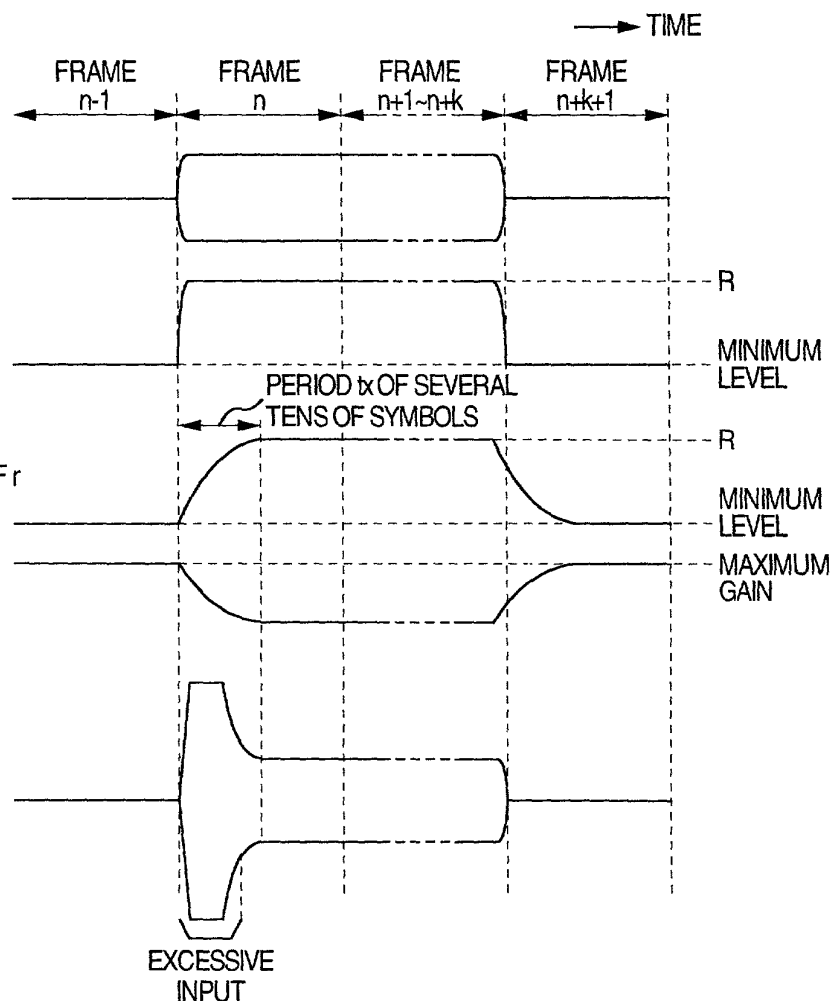 TIME
FRAME
n-1
FRAME
n
FRAME
n+1~n+k
FRAME
n+k+1
R
MINIMUM
LEVEL
PERIOD tx OF SEVERAL
TENS OF SYMBOLS
R
Fr
MINIMUM
LEVEL
MAXIMUM
GAIN
EXCESSIVE
INPUT